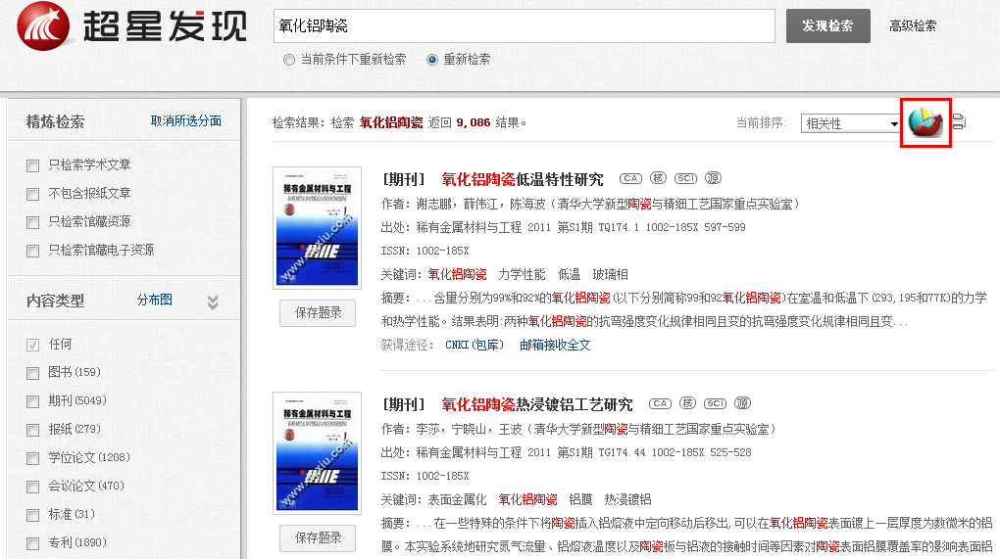 超星发现
氧化铝陶瓷
发现检索
高级检索
当前条件下重新检索
重新检索
精炼检索
取消所选分面
只检索学术文章
不包含报纸文章
只检索馆藏资源
只检索馆藏电子资源
内容类型
分布图
任何
图书(159)
期刊(5049)
报纸(279)
学位论文(1208)
会议论文(470)
标准(31)
专利(1890)
检索结果: 检索 氧化铝陶瓷 返回 9,086 结果。
当前排序:
相关性
[期刊] 氧化铝陶瓷低温特性研究 CA 核 SCI 源
作者: 谢志鹏, 薛伟江, 陈海波（清华大学新型陶瓷与精细工艺国家重点实验室）
出处: 稀有金属材料与工程 2011 第S1期 TQ174.1 1002-185X 597-599
ISSN: 1002-185X
关键词: 氧化铝陶瓷 力学性能 低温 玻璃相
摘要: ...含量分别为99%和92%的氧化铝陶瓷(以下分别简称99和92氧化铝陶瓷)在室温和低温下(293,195和77K)的力学
和热学性能。结果表明:两种氧化铝陶瓷的抗弯强度变化规律相同且变的抗弯强度变化规律相同且变...
获得途径: CNKI(包库) 邮箱接收全文
稀有金属材料与工程
保存题录
[期刊] 氧化铝陶瓷热浸镀铝工艺研究 CA 核 SCI 源
作者: 李莎, 宁晓山, 王波（清华大学新型陶瓷与精细工艺国家重点实验室）
出处: 稀有金属材料与工程 2011 第S1期 TG174.44 1002-185X 525-528
ISSN: 1002-185X
关键词: 表面金属化 氧化铝陶瓷 铝膜 热浸镀铝
摘要: ...在一些特殊的条件下将陶瓷插入铝熔液中定向移动后移出,可以在氧化铝陶瓷表面镀上一层厚度为数微米的铝
膜。本实验系统地研究氮气流量、铝熔液温度以及陶瓷板与铝液的接触时间等因素对陶瓷表面铝膜覆盖率的影响表面铝
稀有金属材料与工程
保存题录